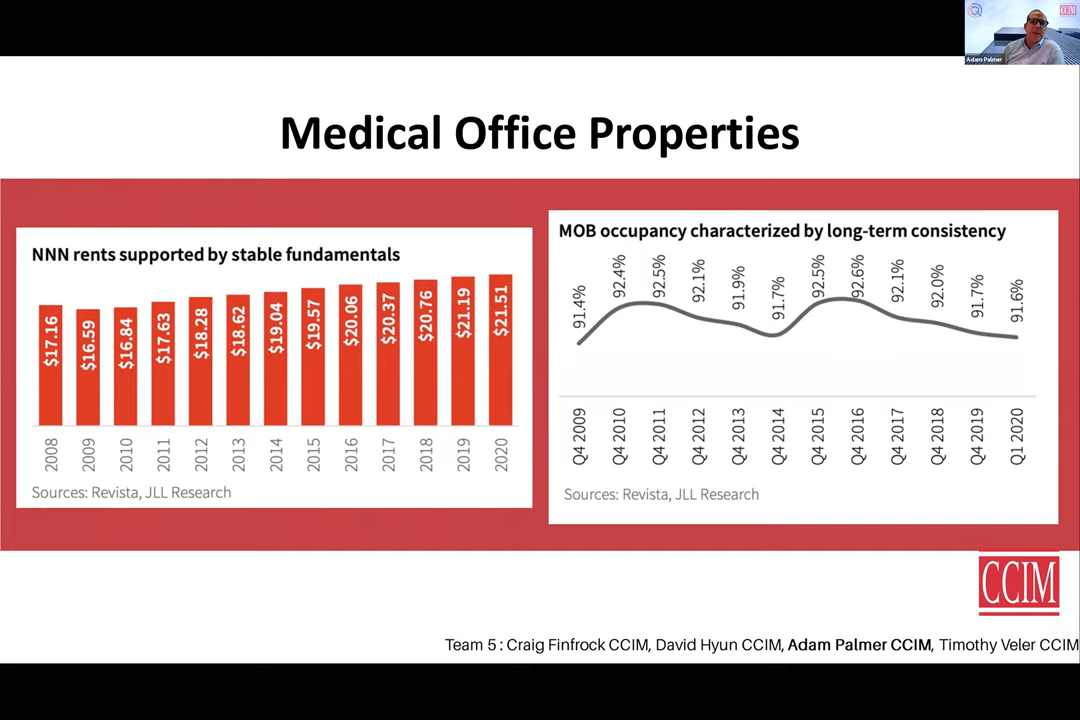 CCIM
Adam Palmer
Medical Office Properties
NNN rents supported by stable fundamentals
$17.16
$16.59
$16.84
$17.63
$18.28
$18.62
$19.04
$19.57
$20.06
$20.37
$20.76
$21.19
$21.51
2008
2009
2010
2011
2012
2013
2014
2015
2016
2017
2018
2019
2020
Sources: Revista, JLL Research
MOB occupancy characterized by long-term consistency
91.4%
92.4%
92.5%
92.1%
91.9%
91.7%
92.5%
92.6%
92.1%
92.0%
91.7%
91.6%
Q4 2009
Q4 2010
Q4 2011
Q4 2012
Q4 2013
Q4 2014
Q4 2015
Q4 2016
Q4 2017
Q4 2018
Q4 2019
Q1 2020
Sources: Revista, JLL Research
CCIM
Team 5 : Craig Finfrock CCIM, David Hyun CCIM, Adam Palmer CCIM, Timothy Veler CCIM